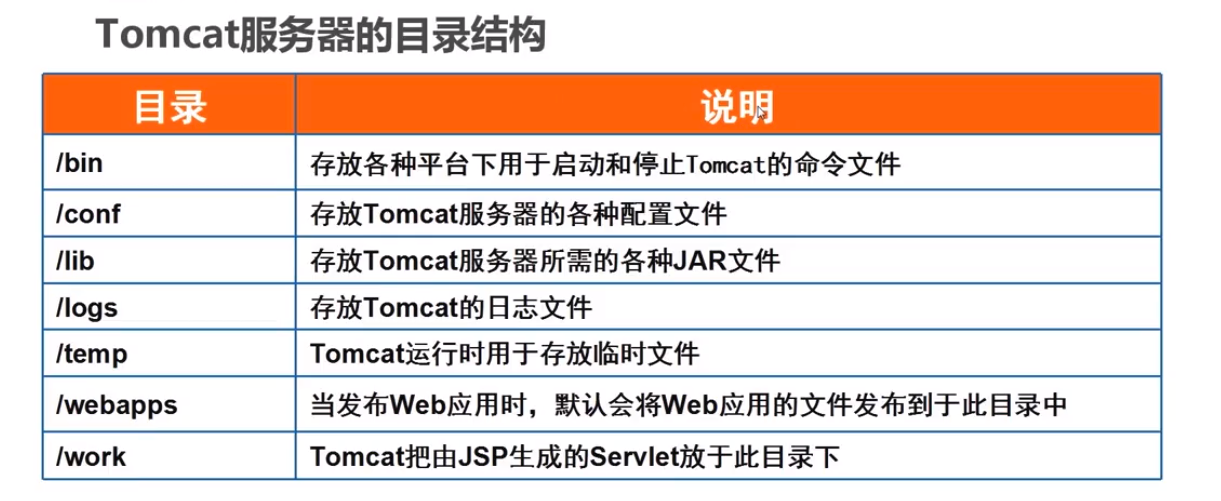 Tomcat服务器的目录结构
目录 说明
/bin 存放各种平台下用于启动和停止Tomcat的命令文件
/conf 存放Tomcat服务器的各种配置文件
/lib 存放Tomcat服务器所需的各种JAR文件
/logs 存放Tomcat的日志文件
/temp Tomcat运行时用于存放临时文件
/webapps 当发布Web应用时，默认会将Web应用的文件发布到于此目录中
/work Tomcat把由JSP生成的Servlet放于此目录下